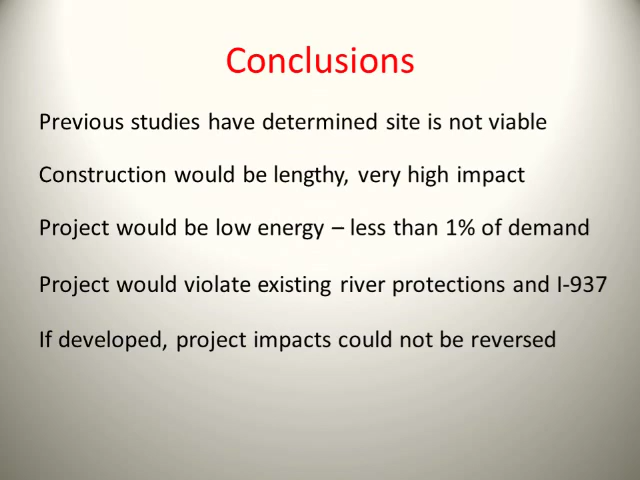 Conclusions
Previous studies have determined site is not viable
Construction would be lengthy, very high impact
Project would be low energy – less than 1% of demand
Project would violate existing river protections and I-937
If developed, project impacts could not be reversed